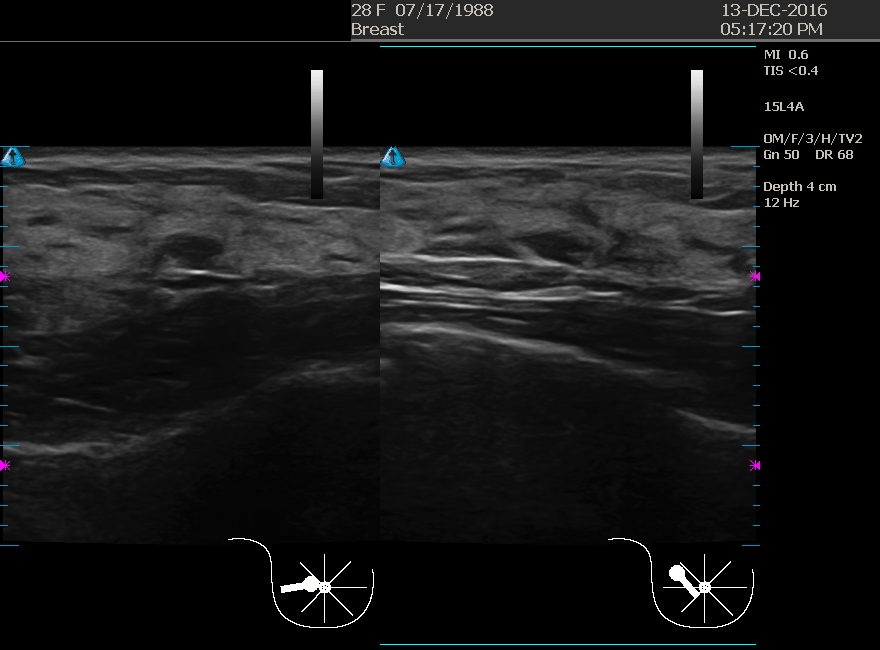 28 F 07/17/1988 13-DEC-2016
Breast 05:17:20 PM
MI 0.6
TIS <0.4
15L4A
OM/F/3/H/TV2
Gn 50 DR 68
Depth 4 cm
12 Hz